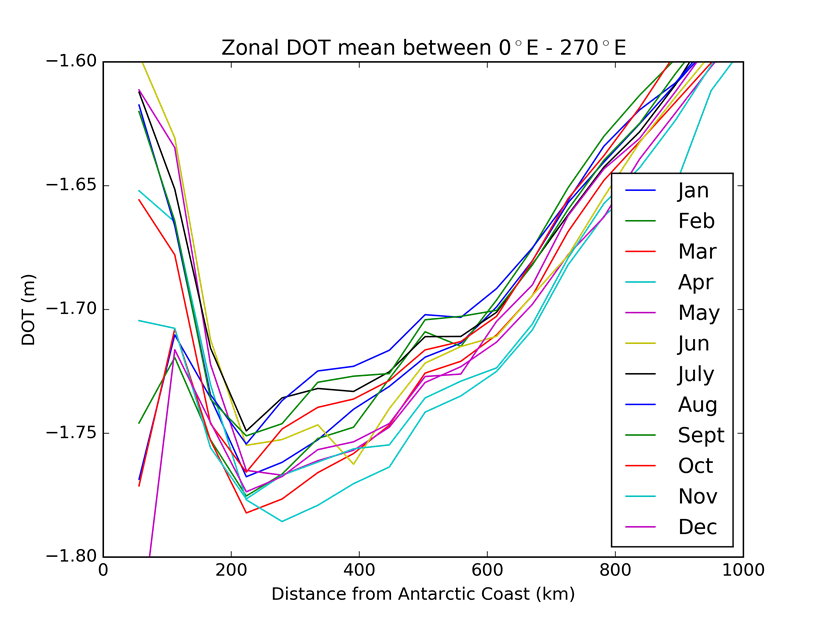 Zonal DOT mean between 0°E - 270°E
−1.60
−1.65
−1.70
−1.75
−1.80
DOT (m)
Jan
Feb
Mar
Apr
May
Jun
July
Aug
Sept
Oct
Nov
Dec
0 200 400 600 800 1000
Distance from Antarctic Coast (km)